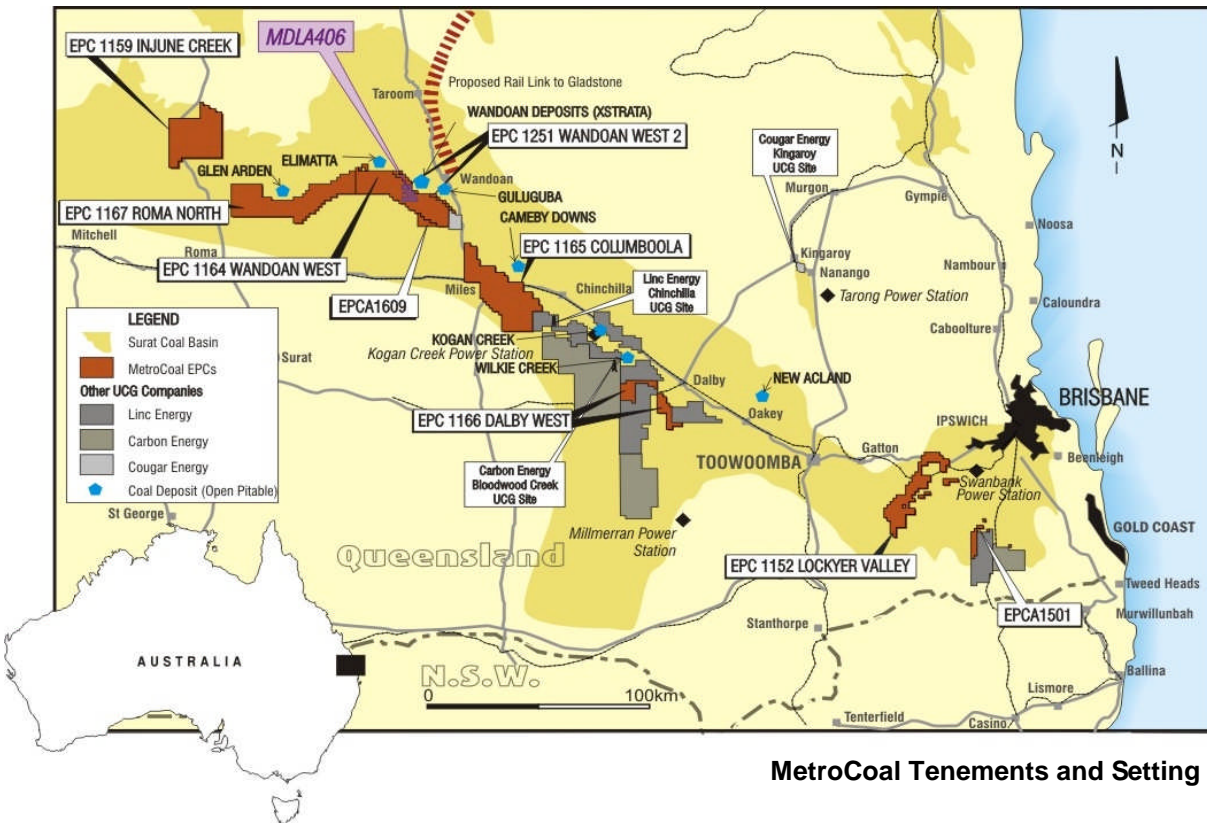 EPC 1159 INJUNE CREEK
MDLA406
Proposed Rail Link to Gladstone
Taroom
WANDOAN DEPOSITS (XSTRATA)
EPC 1251 WANDOAN WEST 2
ELIMATTA
GLEN ARDEN
Wandoan
GULUGUBA
CAMEBY DOWNS
EPC 1167 ROMA NORTH
Mitchell
Roma
EPC 1164 WANDOAN WEST
EPC 1165 COLUMBOOLA
EPCA1609
Miles
Chinchilla
Linc Energy
Chinchilla
UCG Site
Cougar Energy
Kingaroy
UCG Site
Murgon
Gympie
N
Noosa
Kingaroy
Nanango
Nambour
Tarong Power Station
Caloundra
Caboolture
LEGEND
Surat Coal Basin
MetroCoal EPCs
Other UCG Companies
Linc Energy
Carbon Energy
Cougar Energy
Coal Deposit (Open Pitable)
Surat
KOGAN CREEK
Kogan Creek Power Station
WILKIE CREEK
Dalby
NEW ACLAND
Oakey
EPC 1166 DALBY WEST
BRISBANE
IPSWICH
Gatton
TOOWOOMBA
Beenleigh
Swanbank
Power Station
Carbon Energy
Bloodwood Creek
UCG Site
Millmerran Power
Station
St George
Queensland
GOLD COAST
EPC 1152 LOCKYER VALLEY
Tweed Heads
EPCA1501
Murwillunbah
Stanthorpe
AUSTRALIA
N.S.W.
0
100km
Ballina
Lismore
Tenterfield
Casino
MetroCoal Tenements and Setting